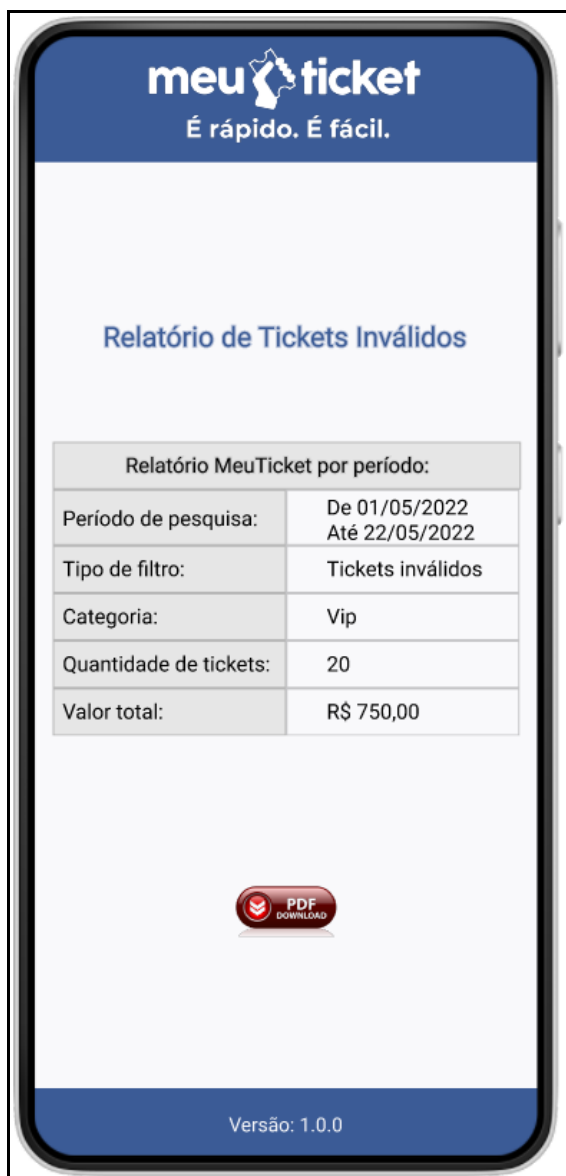 meu ticket
É rápido. É fácil.
Relatório de Tickets Inválidos
Relatório MeuTicket por período:
Período de pesquisa:
De 01/05/2022
Até 22/05/2022
Tipo de filtro: Tickets inválidos
Categoria: Vip
Quantidade de tickets: 20
Valor total: R$ 750,00
PDF
DOWNLOAD
Versão: 1.0.0